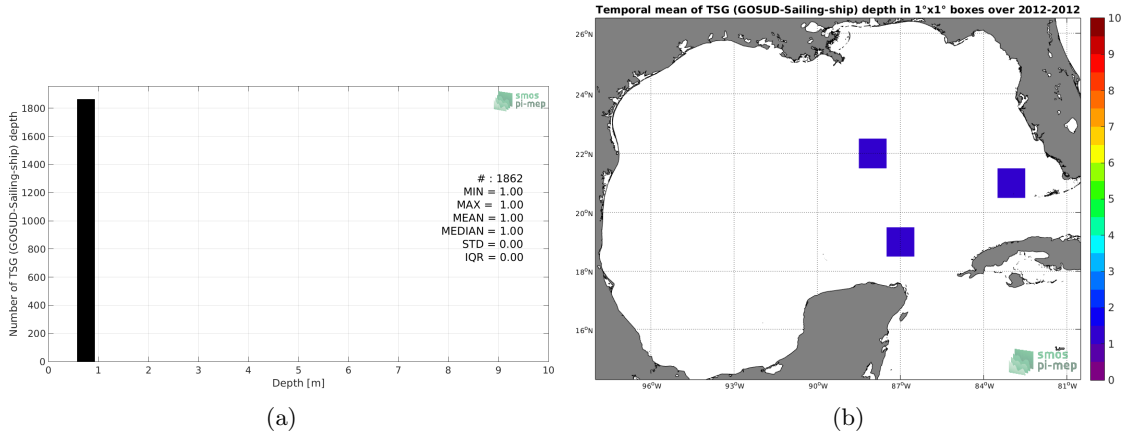 Number of TSG (GOSUD-Sailing-ship) depth
1800
1600
1400
1200
1000
800
600
400
200
0
smos
pi-mep
# : 1862
MIN = 1.00
MAX = 1.00
MEAN = 1.00
MEDIAN = 1.00
STD = 0.00
IQR = 0.00
0 1 2 3 4 5 6 7 8 9 10
Depth [m]
(a)
Temporal mean of TSG (GOSUD-Sailing-ship) depth in 1°x1° boxes over 2012-2012
26°N
24°N
22°N
20°N
18°N
16°N
96°W 93°W 90°W 87°W 84°W 81°W
smos
pi-mep
10
9
8
7
6
5
4
3
2
1
0
(b)